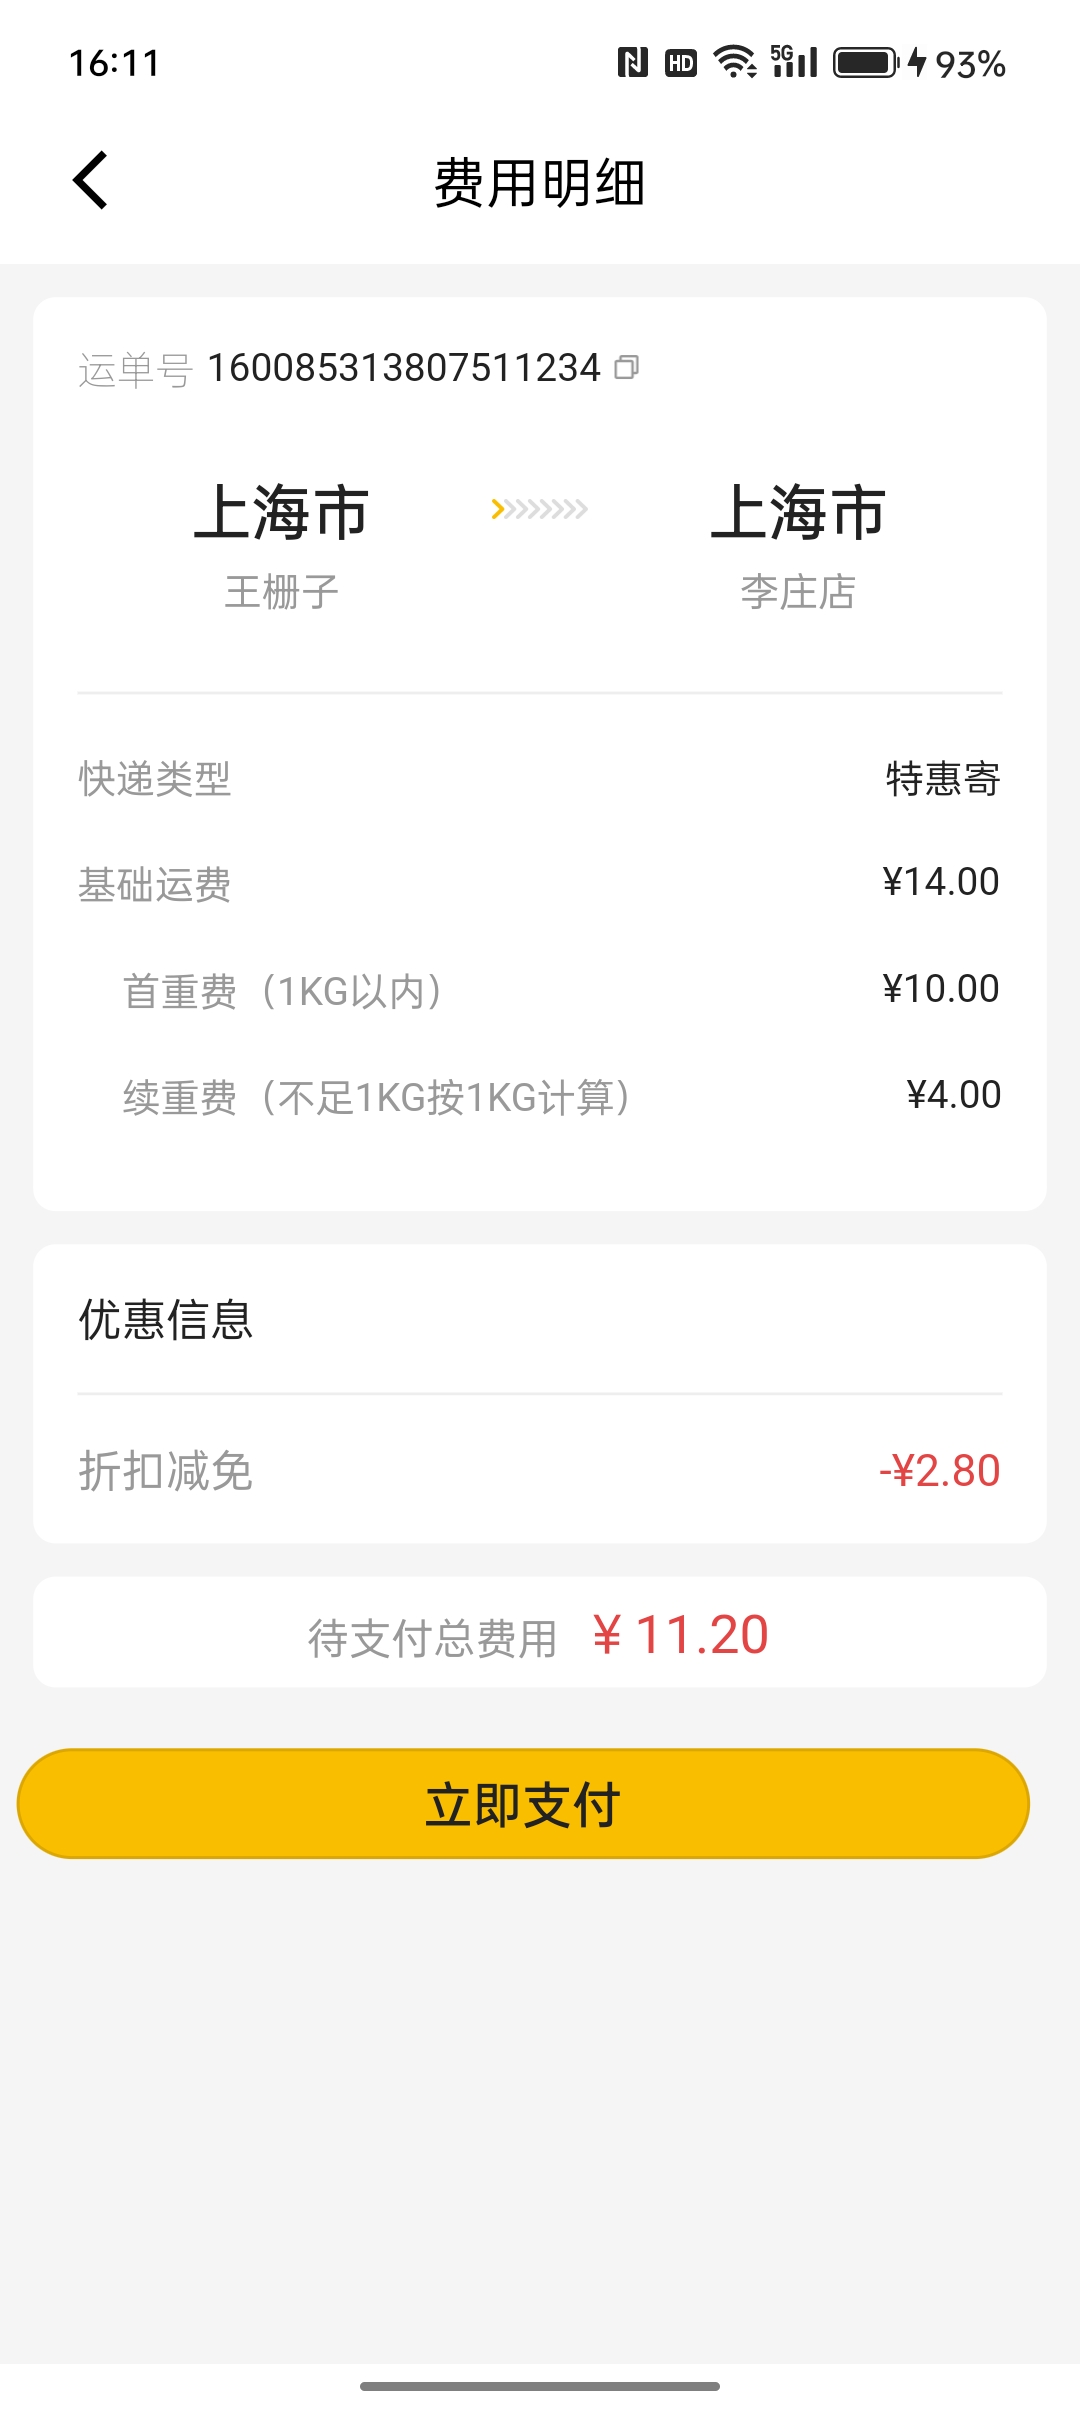 16:11 HD 5G 93%
费用明细
运单号 160085313807511234
上海市 上海市
王栅子 李庄店
快递类型 特惠寄
基础运费 ¥14.00
首重费（1KG以内） ¥10.00
续重费（不足1KG按1KG计算） ¥4.00
优惠信息
折扣减免 -¥2.80
待支付总费用 ¥ 11.20
立即支付